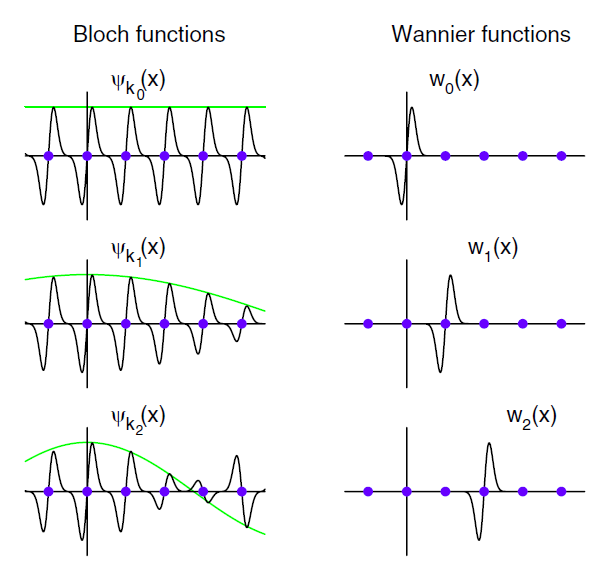 Bloch functions
Wannier functions
ψk0(x)
w0(x)
ψk1(x)
w1(x)
ψk2(x)
w2(x)